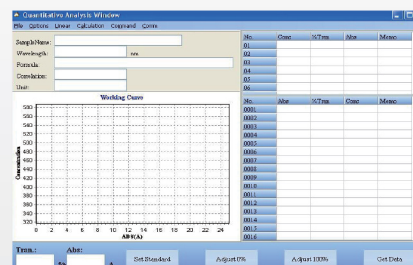 Quantitative Analysis Window
File Options Linear Calculation Command Comm
SampleName:
Wavelength: nm
Formula:
Correlation:
Unit:
Working Curve
580
560
540
520
500
480
460
440
420
400
380
360
340
320
Concentration
0 2 4 6 8 10 12 14 16 18 20 22 24
ABS(A)
No. Conc %Tran Abs Memo
01
02
03
04
05
06
No. Abs %Tran Conc Memo
0001
0002
0003
0004
0005
0006
0007
0008
0009
0010
0011
0012
0013
0014
0015
0016
Tran.: Abs:
Set Standard Adjust 0% Adjust 100% Get Data